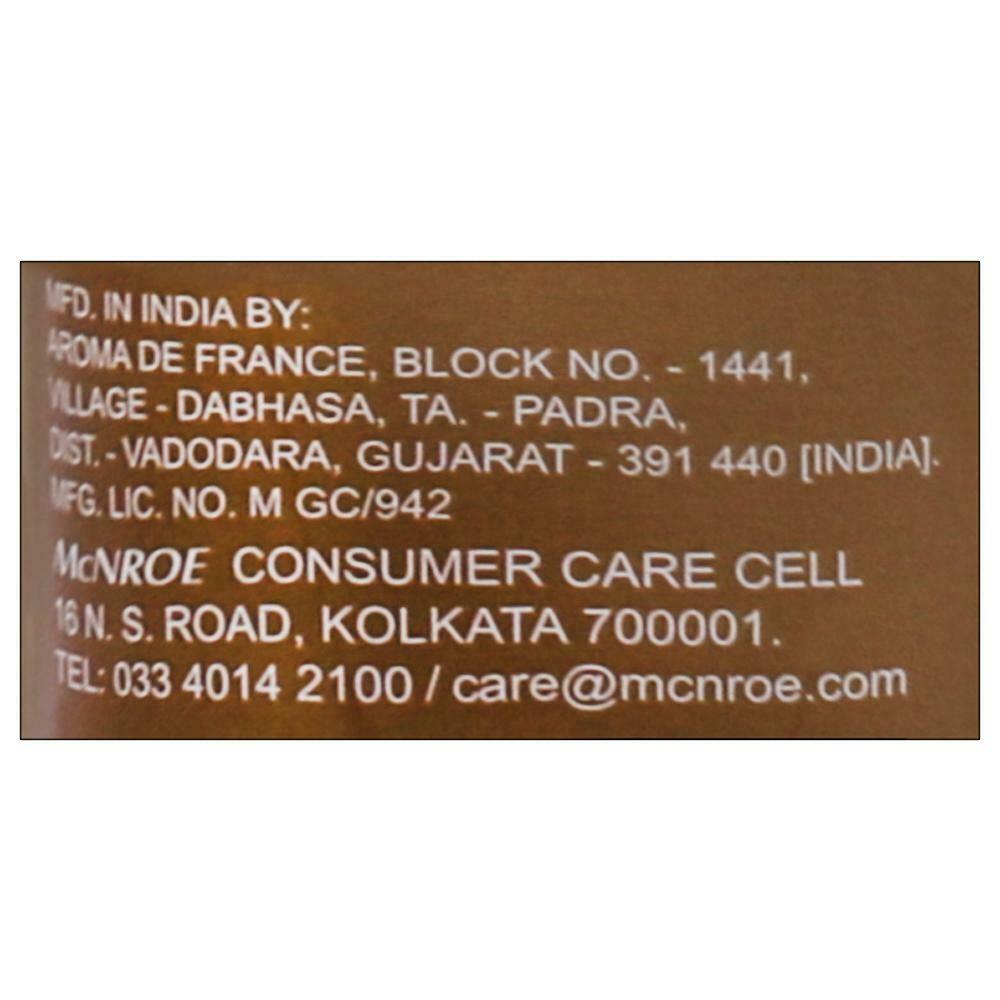 MFD. IN INDIA BY:
AROMA DE FRANCE, BLOCK NO. - 1441,
VILLAGE - DABHASA, TA. - PADRA,
DIST. - VADODARA, GUJARAT - 391 440 [INDIA].
MFG. LIC. NO. M GC/942
McNROE CONSUMER CARE CELL
16 N. S. ROAD, KOLKATA 700001.
TEL: 033 4014 2100 / care@mcnroe.com